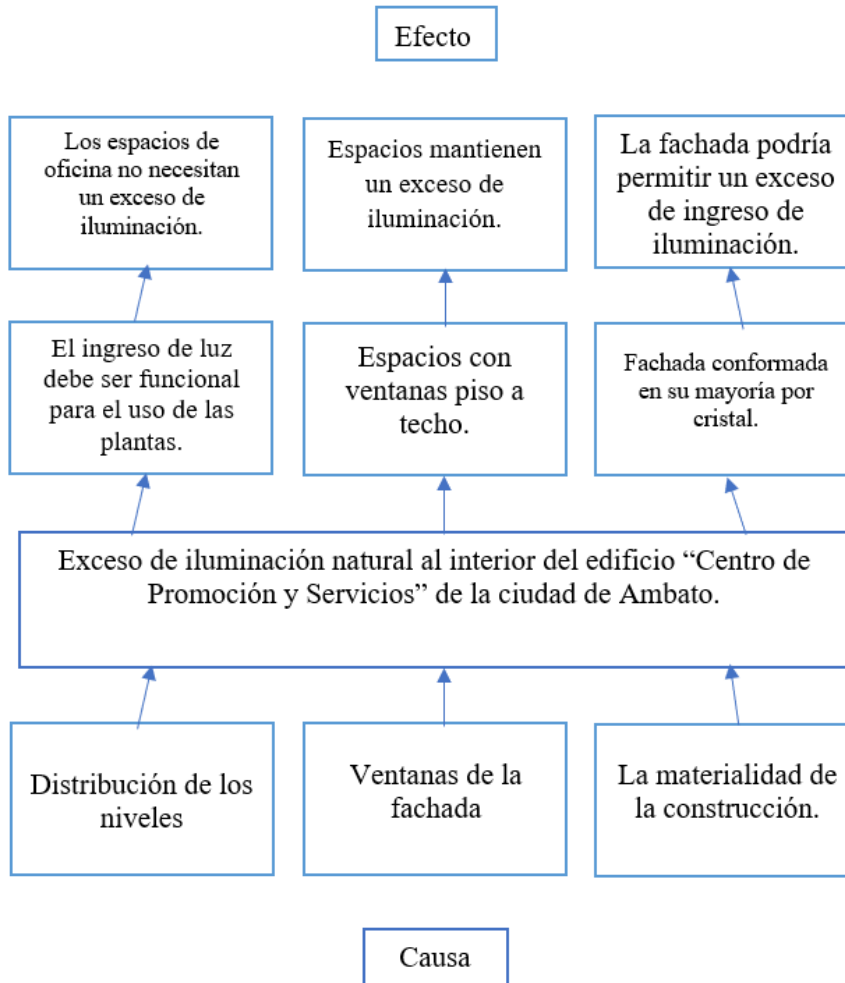 Efecto
Los espacios de
oficina no necesitan
un exceso de
iluminación.
Espacios mantienen
un exceso de
iluminación.
La fachada podría
permitir un exceso
de ingreso de
iluminación.
El ingreso de luz
debe ser funcional
para el uso de las
plantas.
Espacios con
ventanas piso a
techo.
Fachada conformada
en su mayoría por
cristal.
Exceso de iluminación natural al interior del edificio “Centro de
Promoción y Servicios” de la ciudad de Ambato.
Distribución de los
niveles
Ventanas de la
fachada
La materialidad de
la construcción.
Causa